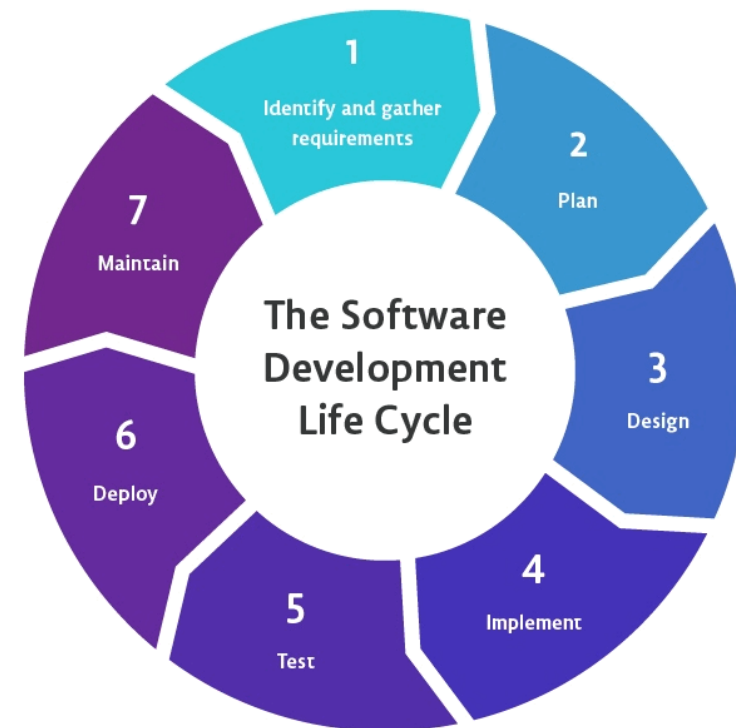 1
Identify and gather
requirements
2
Plan
3
Design
4
Implement
5
Test
6
Deploy
7
Maintain
The Software
Development
Life Cycle